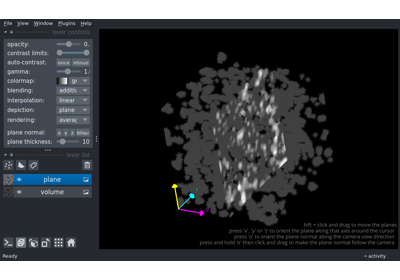 File View Window Plugins Help
layer controls
opacity: 0.
contrast limits:
auto-contrast: once
gamma: 1.
colormap: gr
blending: additiv
interpolation: linear
depiction: plane
rendering: averag
plane normal: x y z
plane thickness: 10
layer list
plane
volume
shift + click and drag to move the plane
press 'x', 'y' or 'z' to orient the plane along that axis around the cursor
press 'o' to orient the plane normal along the camera view direction
press and hold 'o' then click and drag to make the plane normal follow the camera
Ready
activity